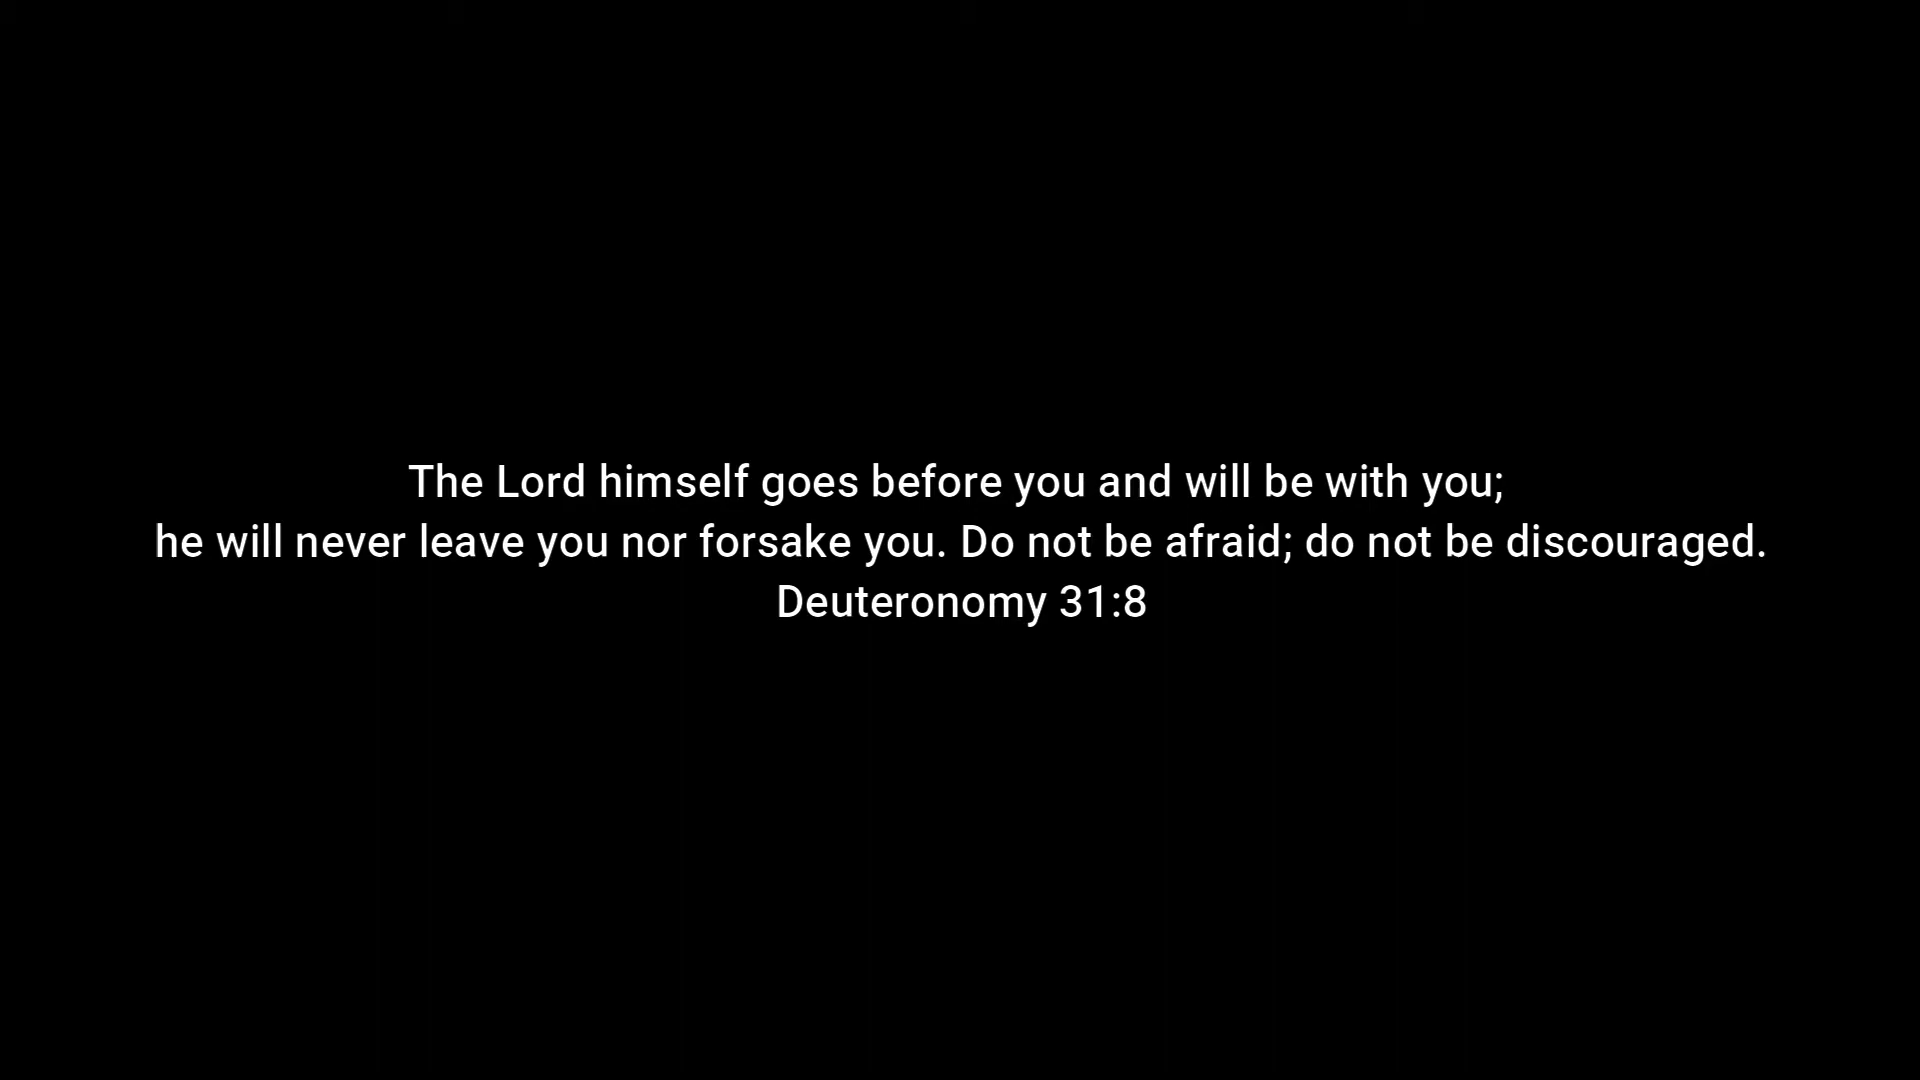 The Lord himself goes before you and will be with you;
he will never leave you nor forsake you. Do not be afraid; do not be discouraged.
Deuteronomy 31:8